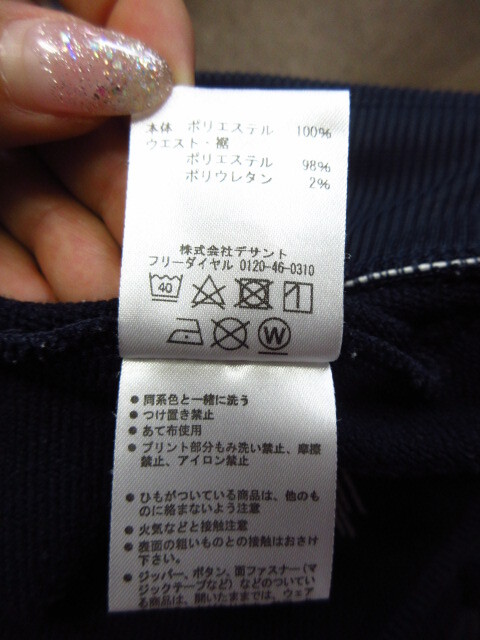 本体 ポリエステル 100%
ウエスト・裾
ポリエステル 98%
ポリウレタン 2%
株式会社デサント
フリーダイヤル 0120-46-0310
40
W
●同系色と一緒に洗う
●つけ置き禁止
●あて布使用
●プリント部分もみ洗い禁止、摩擦
禁止、アイロン禁止
●ひもがついている商品は、他のも
のに絡まないよう注意
●火気などと接触注意
●表面の粗いものとの接触はおさけ
下さい。
●ジッパー、ボタン、面ファスナー(マ
ジックテープなど)などのついてい
る商品は、開いたままでは、ウェア